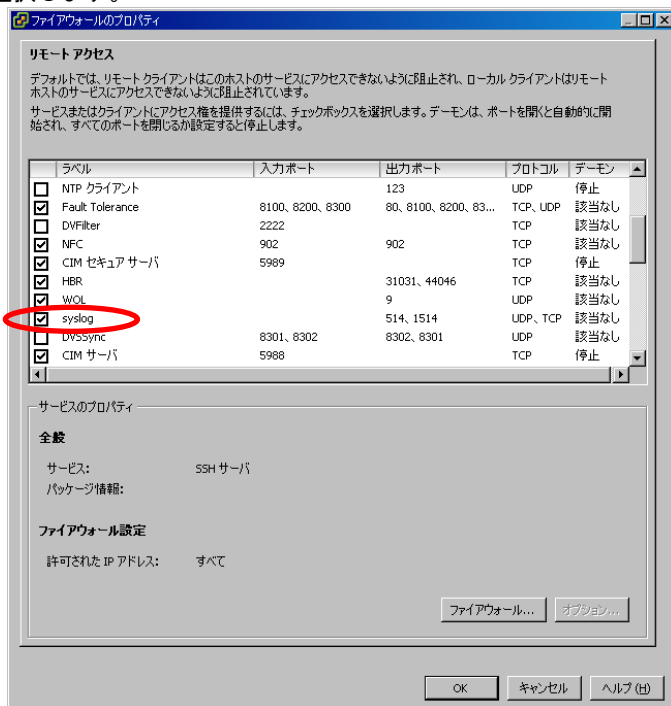 択します。
ファイアウォールのプロパティ
リモート アクセス
デフォルトでは、リモート クライアントはこのホストのサービスにアクセスできないように阻止され、ローカル クライアントはリモート
ホストのサービスにアクセスできないように阻止されています。
サービスまたはクライアントにアクセス権を提供するには、チェックボックスを選択します。デーモンは、ポートを開くと自動的に開
始され、すべてのポートを閉じるか設定すると停止します。
ラベル 入力ポート 出力ポート プロトコル デーモン
NTP クライアント 123 UDP 停止
Fault Tolerance 8100、8200、8300 80、8100、8200、83... TCP、UDP 該当なし
DVFilter 2222 TCP 該当なし
NFC 902 902 TCP 該当なし
CIM セキュア サーバ 5989 TCP 停止
HBR 31031、44046 TCP 該当なし
WOL 9 UDP 該当なし
syslog 514、1514 UDP、TCP 該当なし
DVSSync 8301、8302 8302、8301 UDP 該当なし
CIM サーバ 5988 TCP 停止
サービスのプロパティ
全般
サービス: SSH サーバ
パッケージ情報:
ファイアウォール設定
許可された IP アドレス: すべて
ファイアウォール... オプション...
OK キャンセル ヘルプ(H)